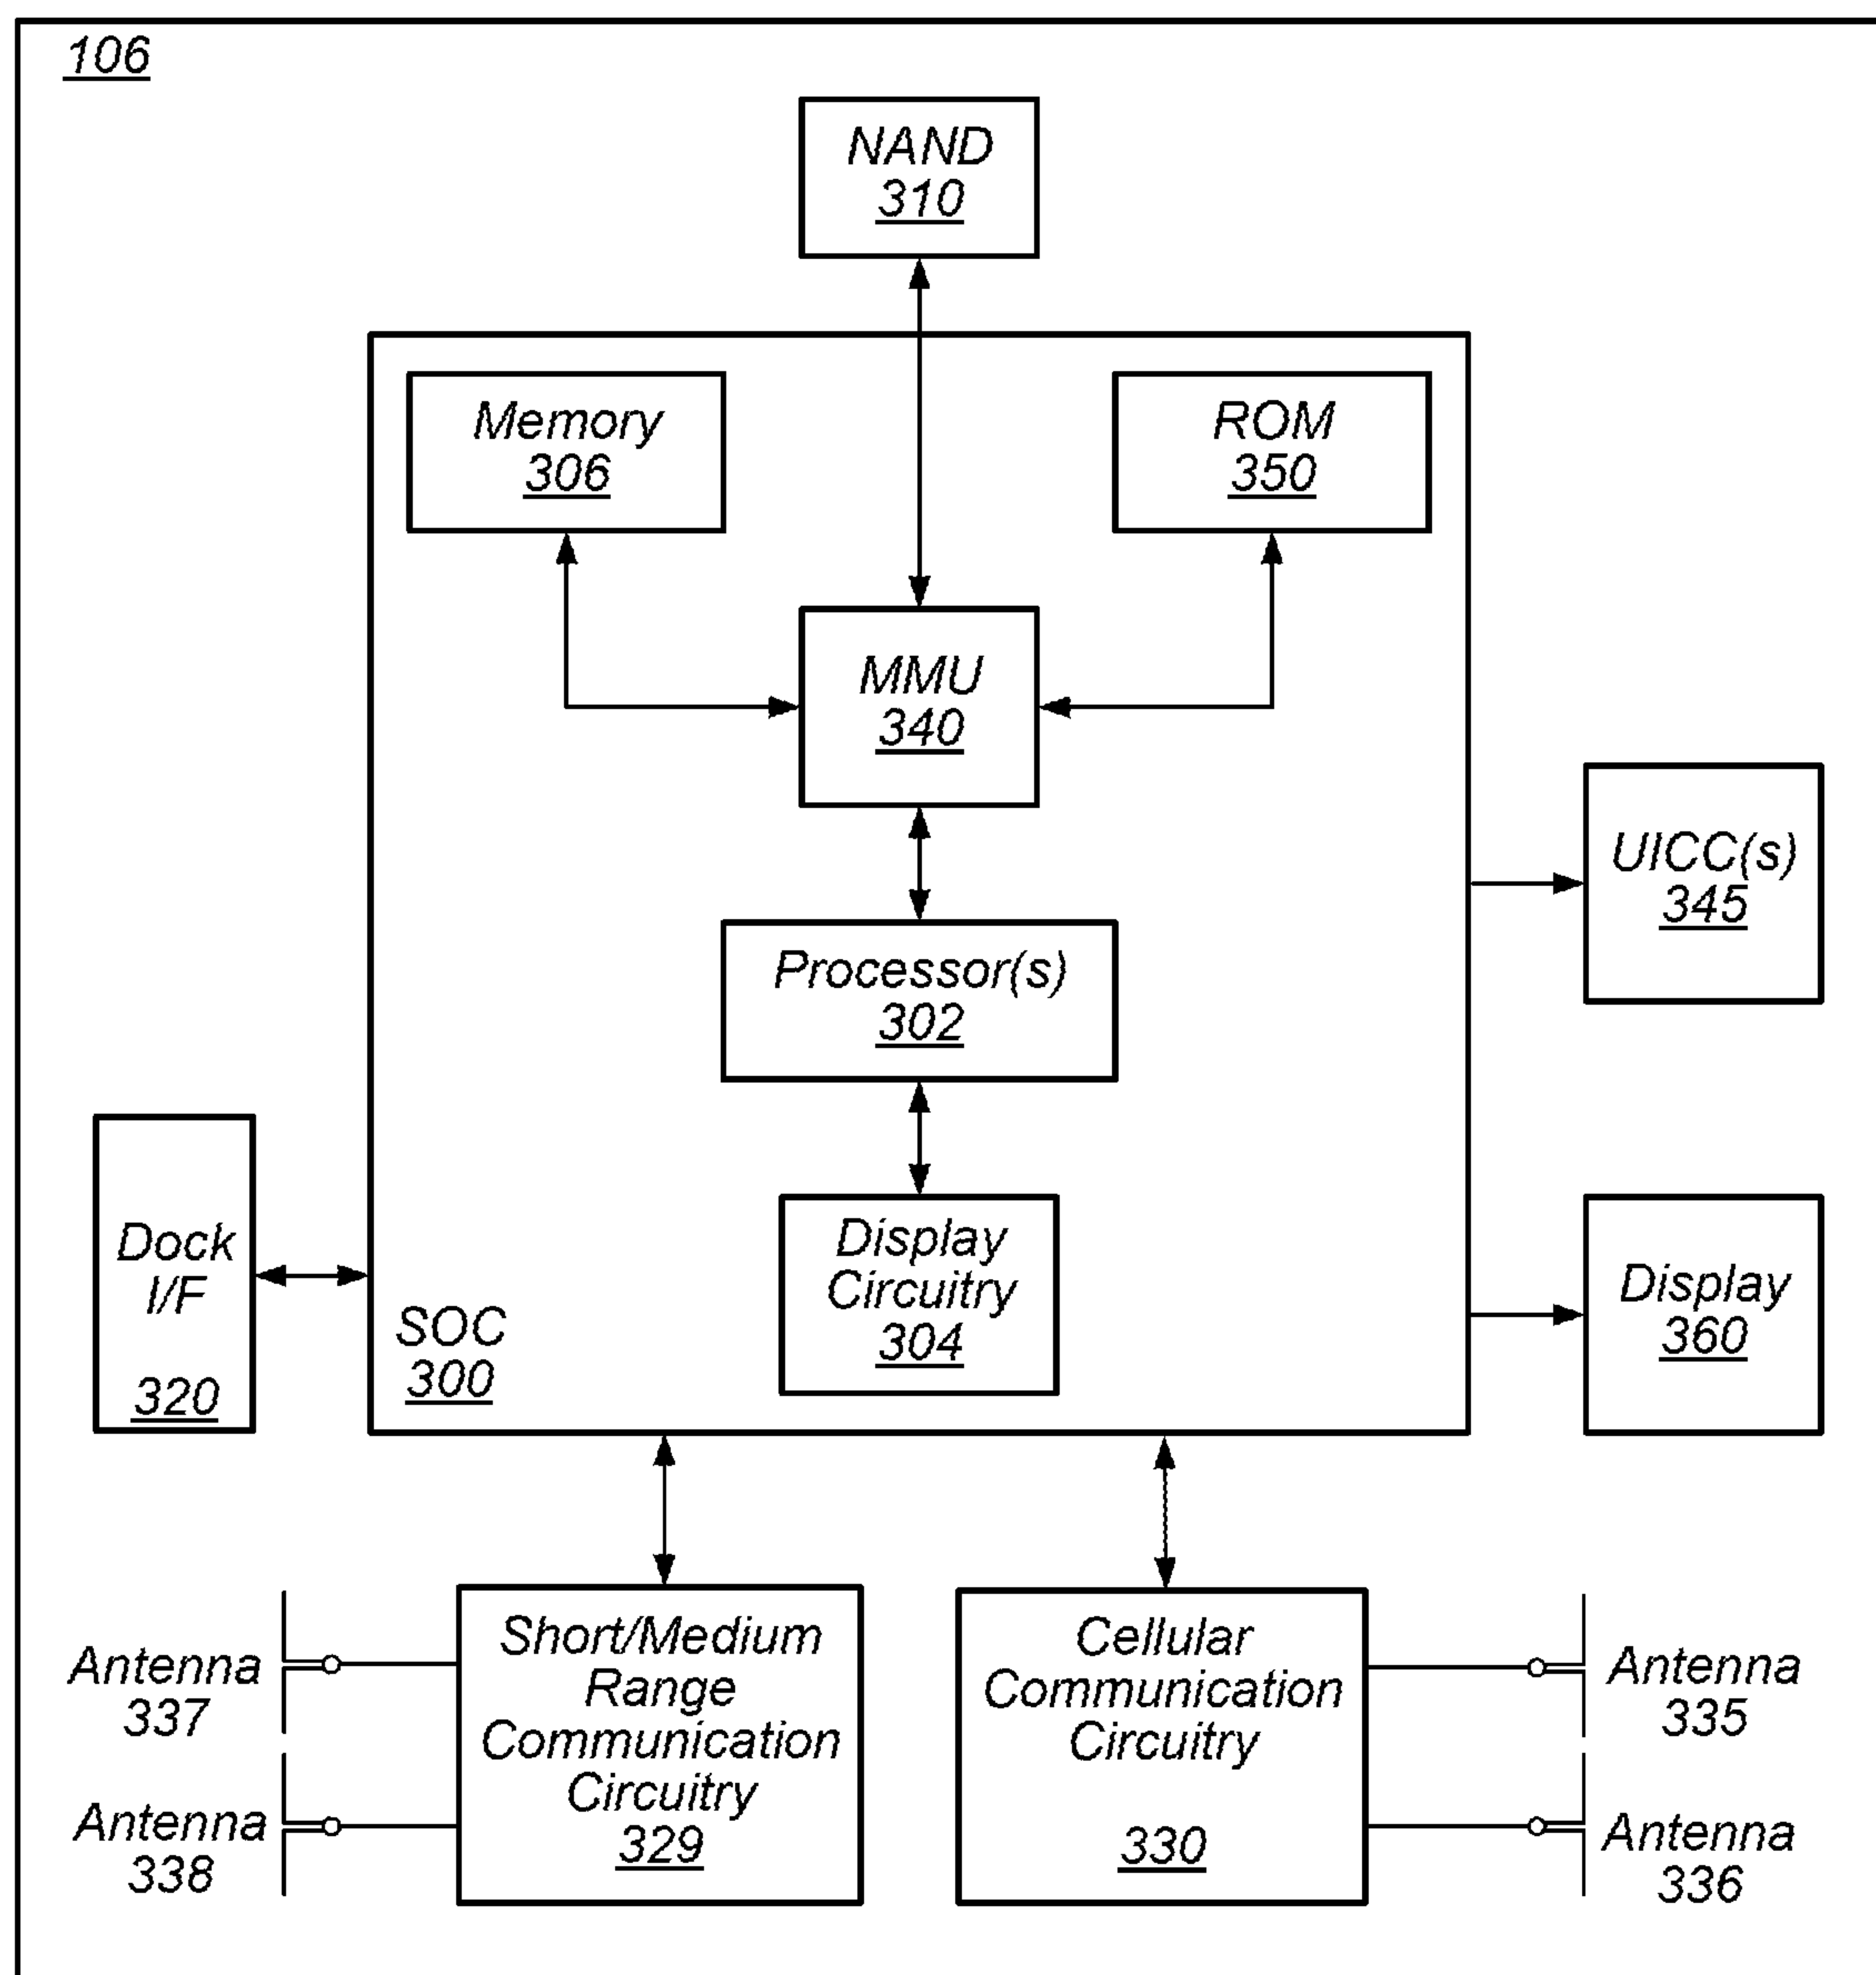 106
NAND
310
Memory
306
ROM
350
MMU
340
UICC(s)
345
Processor(s)
302
Dock
I/F
320
Display
Circuitry
304
SOC
300
Display
360
Short/Medium
Range
Communication
Circuitry
329
Cellular
Communication
Circuitry
330
Antenna
337
Antenna
338
Antenna
335
Antenna
336